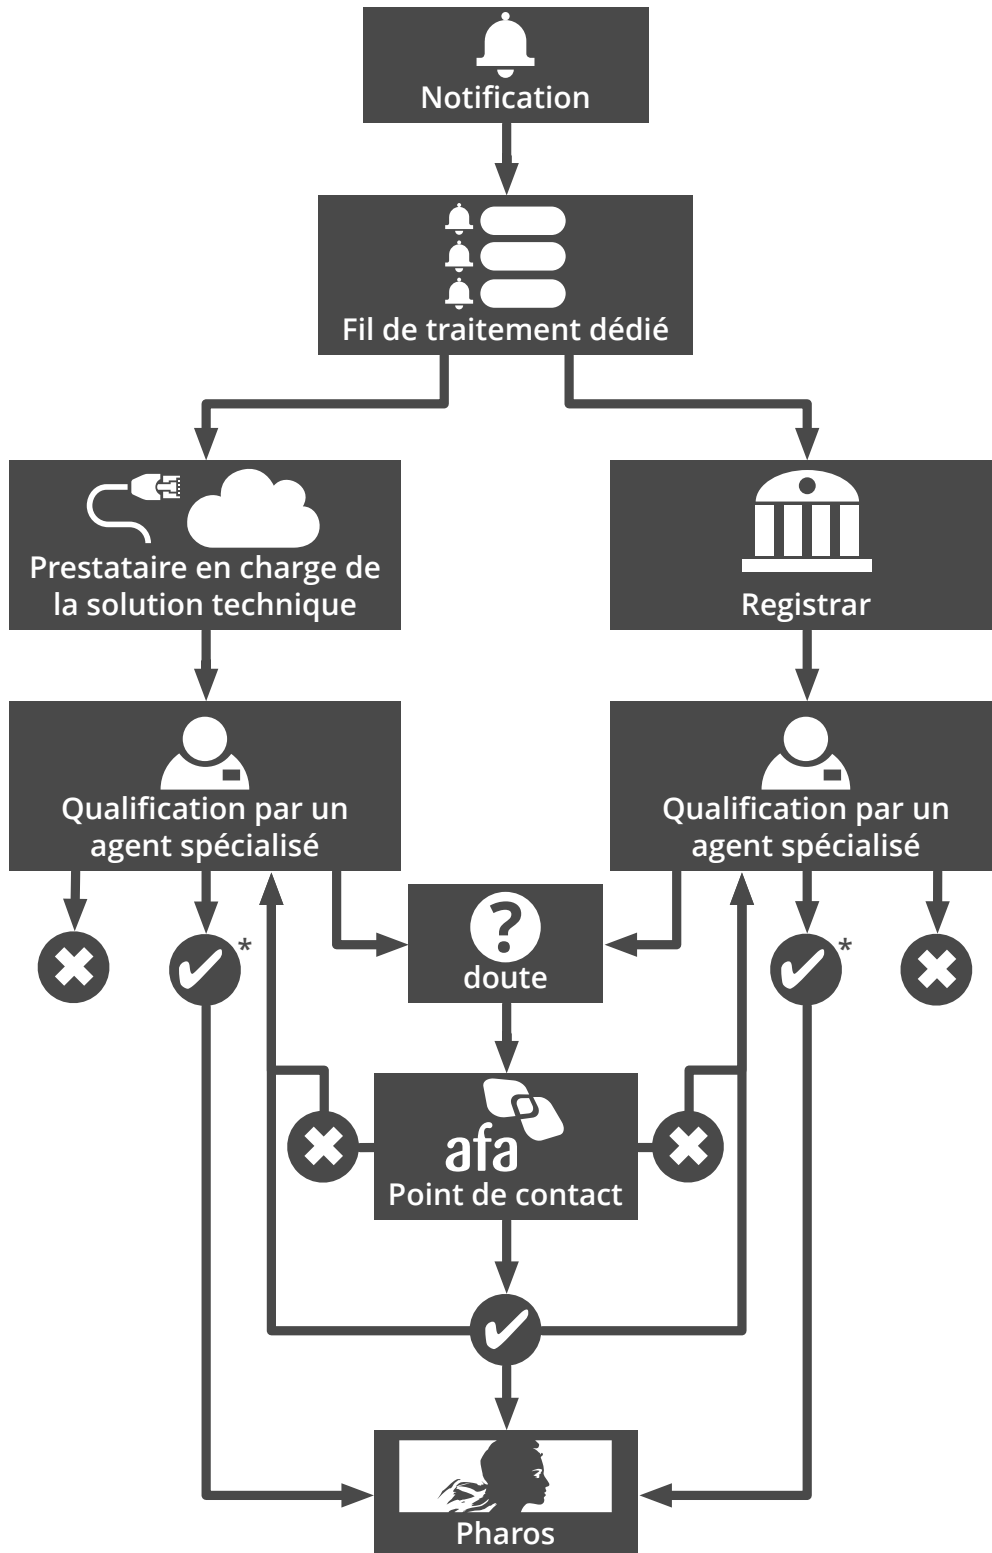 Notification
Fil de traitement dédié
Prestataire en charge de
la solution technique
Registrar
Qualification par un
agent spécialisé
Qualification par un
agent spécialisé
?
doute
*
*
afa
Point de contact
Pharos